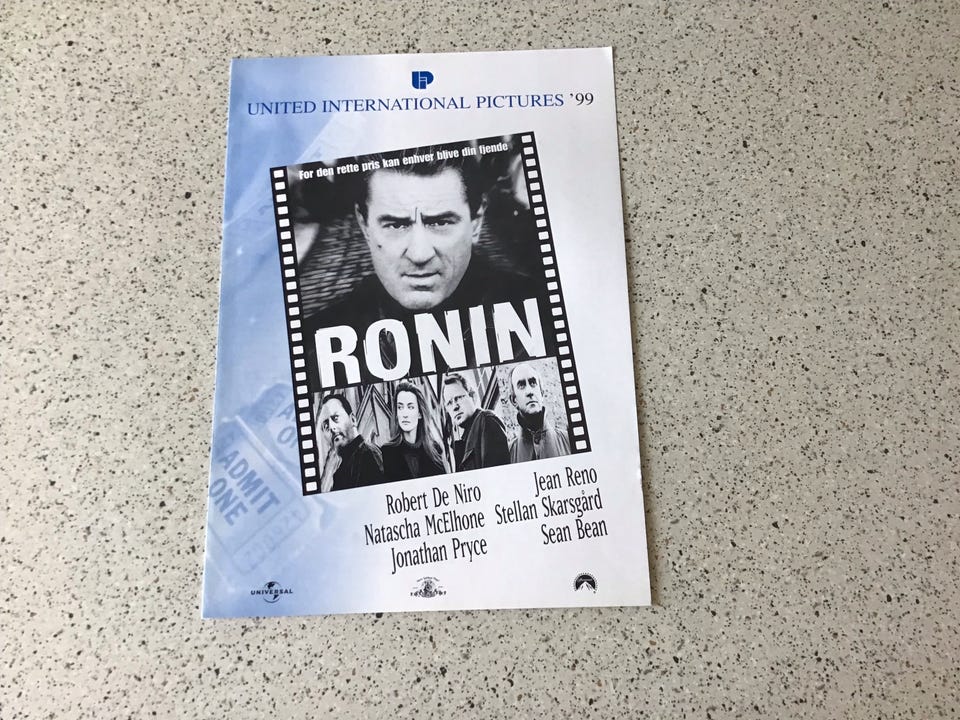 UIP
UNITED INTERNATIONAL PICTURES '99
For den rette pris kan enhver blive din fjende
RONIN
ADMIT
ONE
Robert De Niro
Natascha McElhone
Jonathan Pryce
Jean Reno
Stellan Skarsgård
Sean Bean
UNIVERSAL